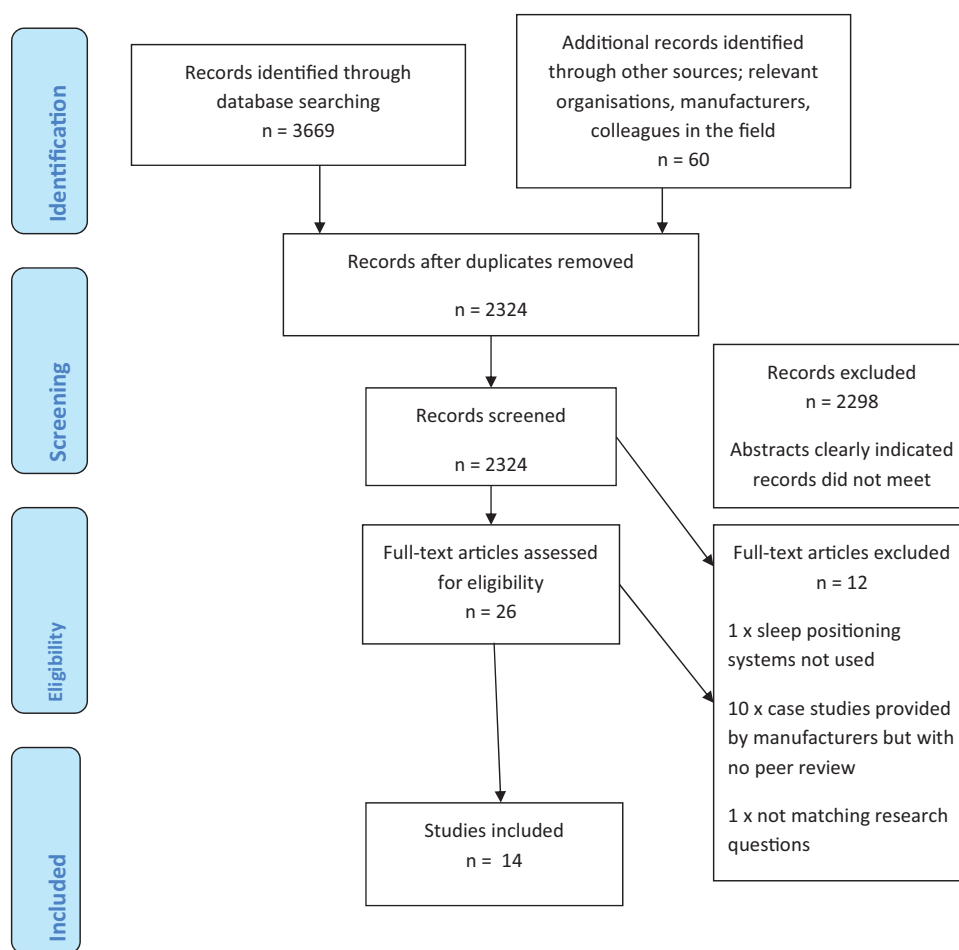 Identification
Records identified through
database searching
n = 3669
Additional records identified
through other sources; relevant
organisations, manufacturers,
colleagues in the field
n = 60
Records after duplicates removed
n = 2324
Screening
Records screened
n = 2324
Records excluded
n = 2298
Abstracts clearly indicated
records did not meet
Eligibility
Full-text articles assessed
for eligibility
n = 26
Full-text articles excluded
n = 12
1 x sleep positioning
systems not used
10 x case studies provided
by manufacturers but with
no peer review
1 x not matching research
questions
Included
Studies included
n = 14